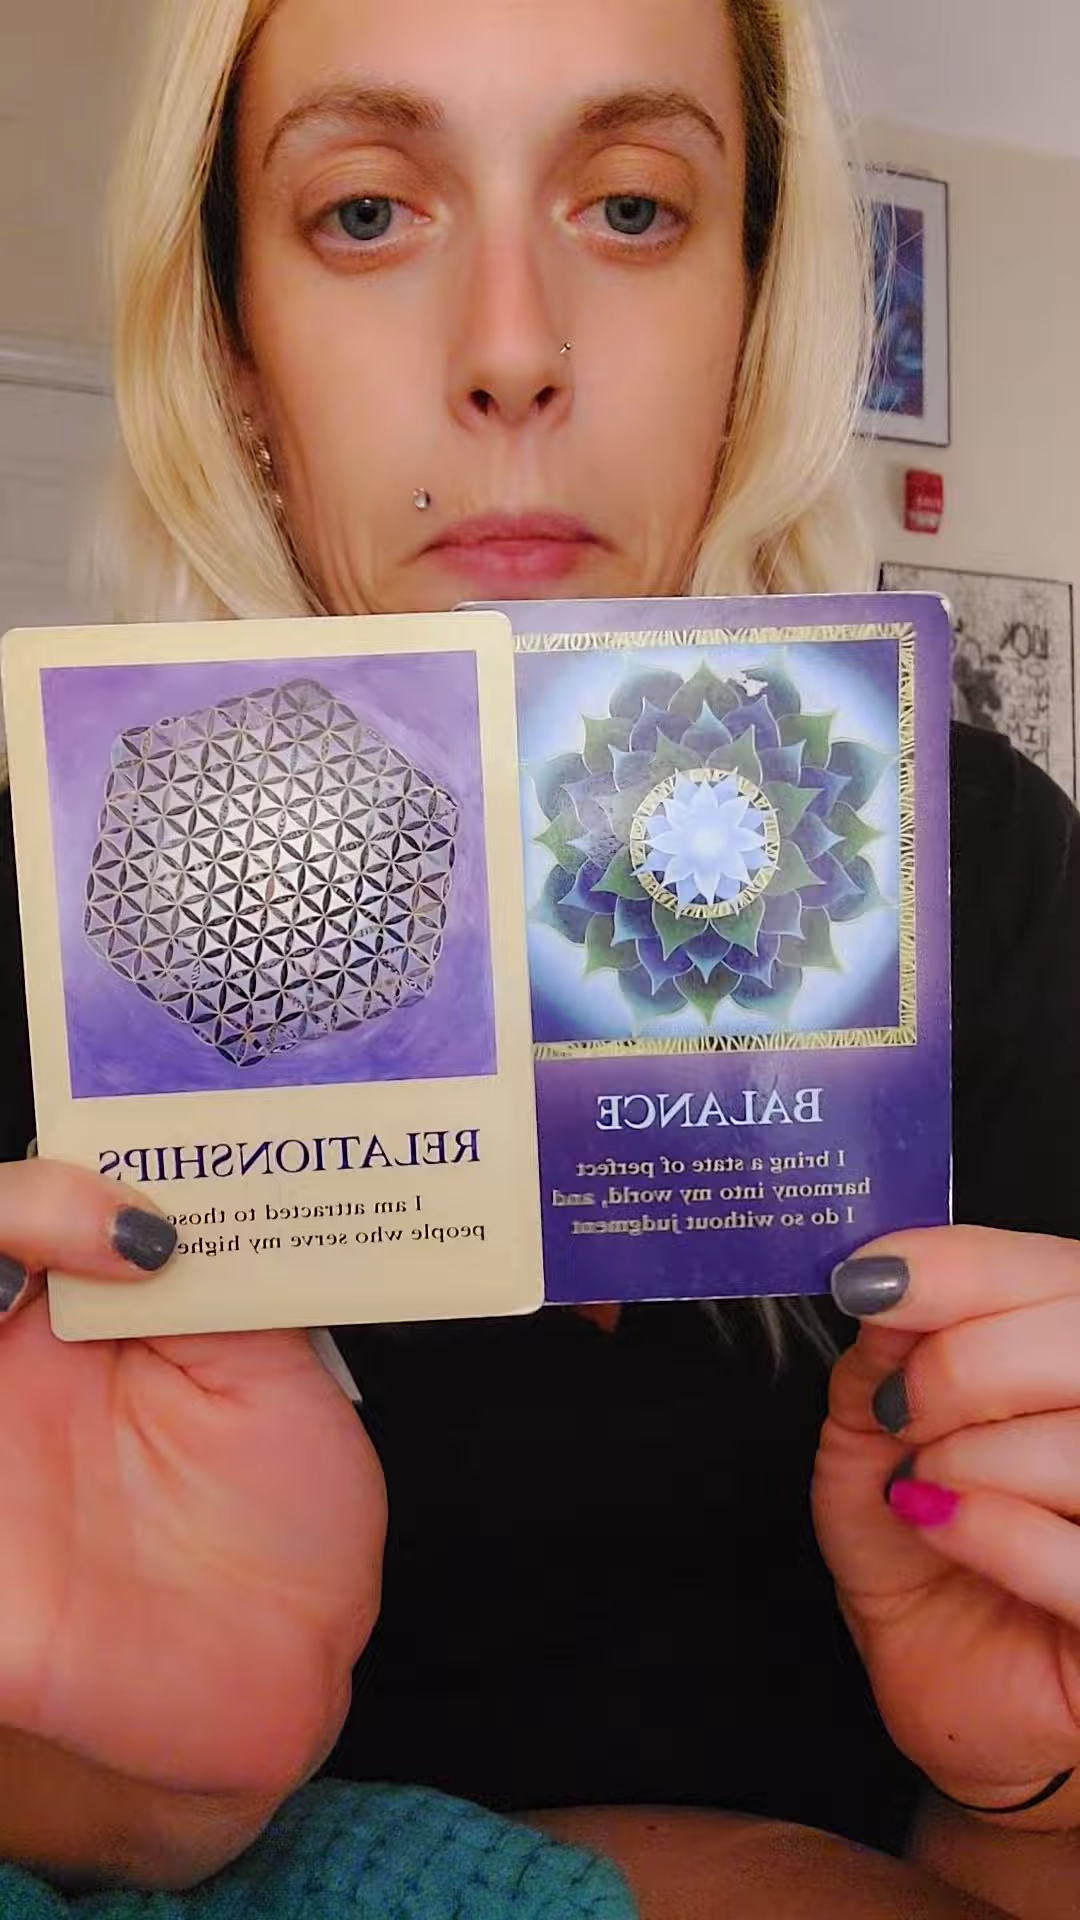 RELATIONSHIPS
I am attracted to those
people who serve my highe
BALANCE
I bring a state of perfect
harmony into my world, and
I do so without judgment